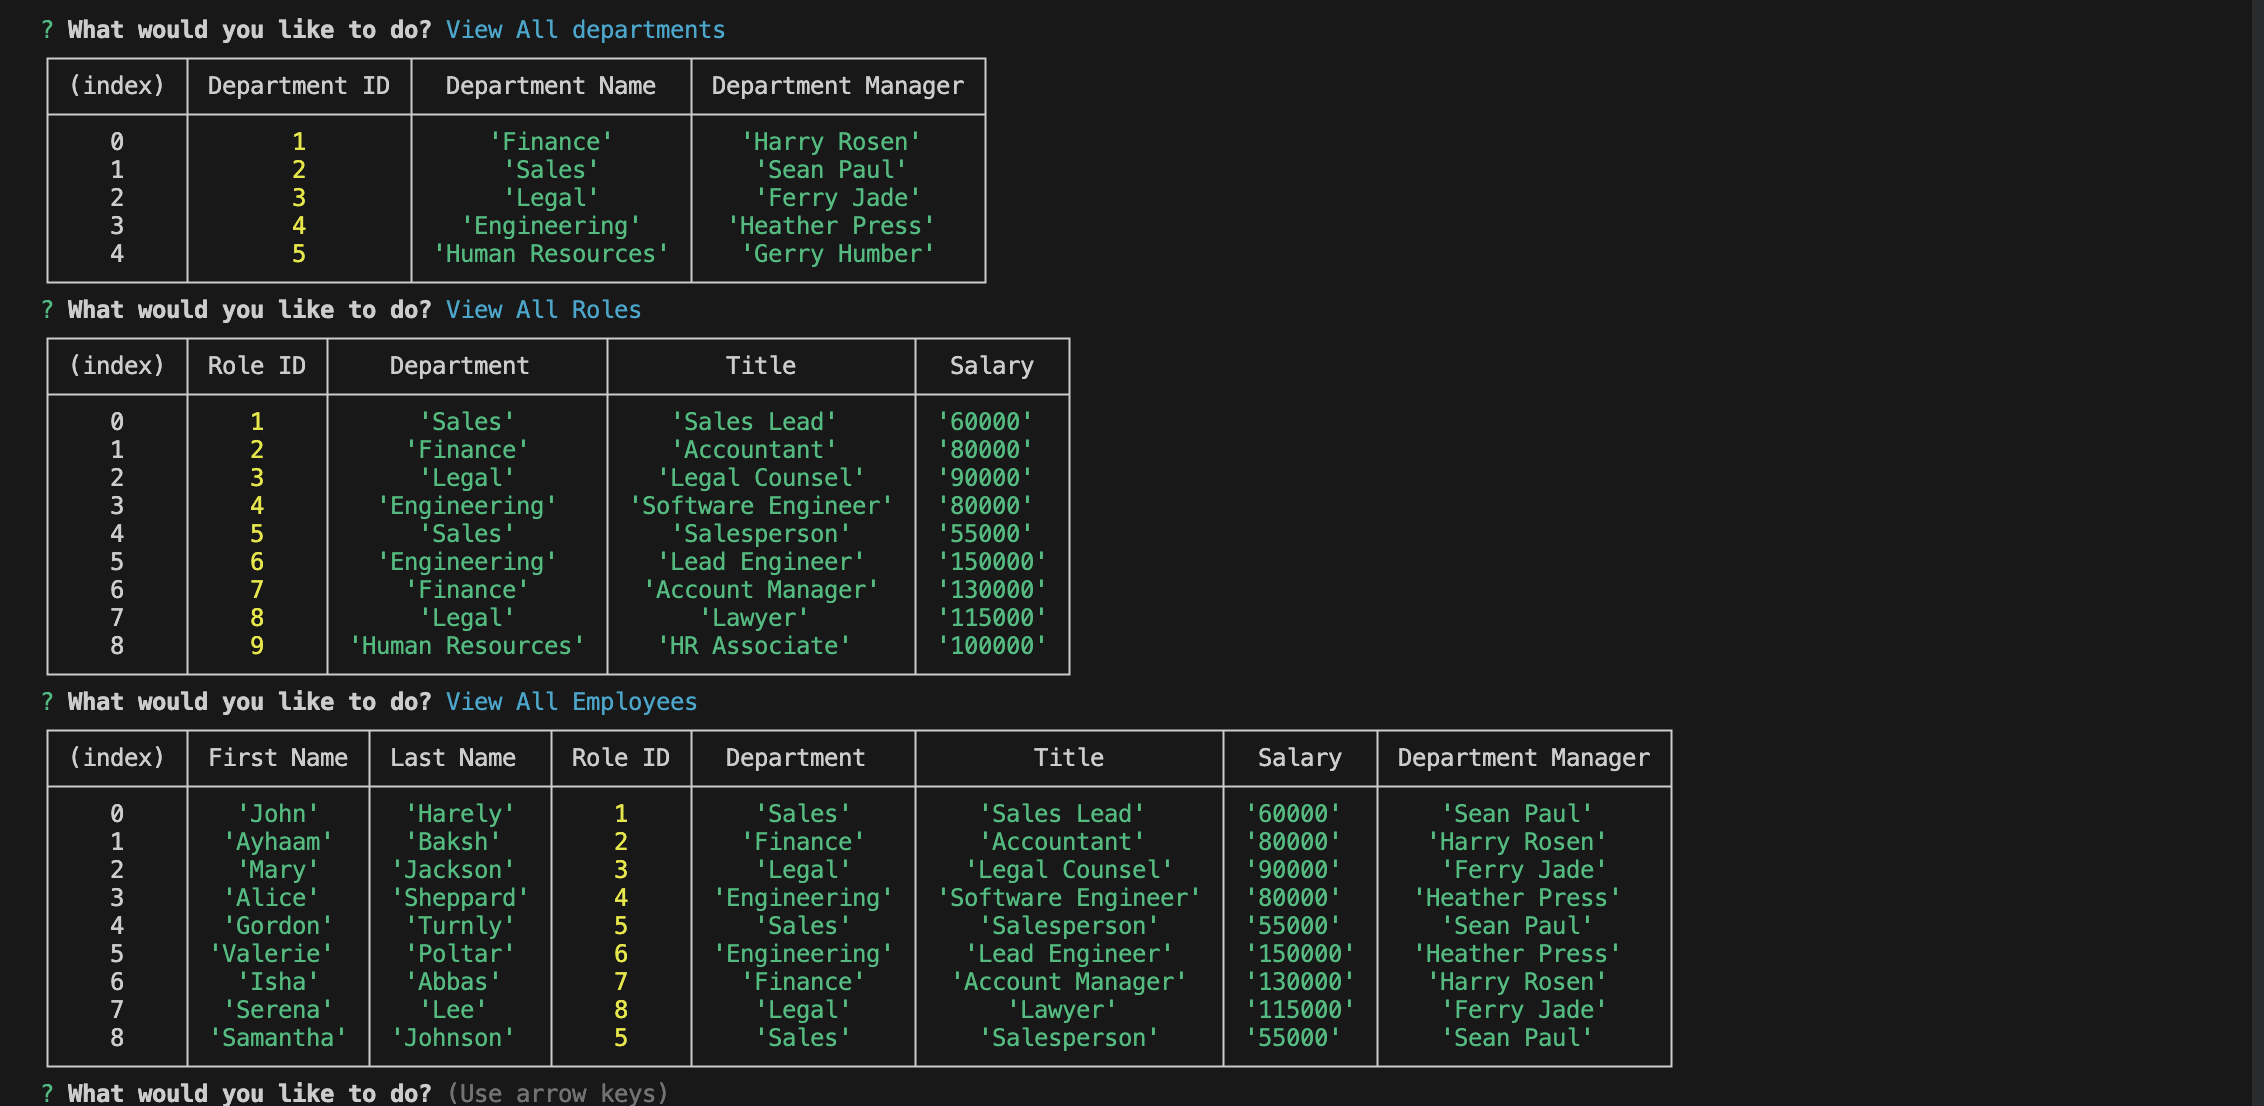 ? What would you like to do? View All departments
(index) Department ID Department Name Department Manager
0 1 'Finance' 'Harry Rosen'
1 2 'Sales' 'Sean Paul'
2 3 'Legal' 'Ferry Jade'
3 4 'Engineering' 'Heather Press'
4 5 'Human Resources' 'Gerry Humber'
? What would you like to do? View All Roles
(index) Role ID Department Title Salary
0 1 'Sales' 'Sales Lead' '60000'
1 2 'Finance' 'Accountant' '80000'
2 3 'Legal' 'Legal Counsel' '90000'
3 4 'Engineering' 'Software Engineer' '80000'
4 5 'Sales' 'Salesperson' '55000'
5 6 'Engineering' 'Lead Engineer' '150000'
6 7 'Finance' 'Account Manager' '130000'
7 8 'Legal' 'Lawyer' '115000'
8 9 'Human Resources' 'HR Associate' '100000'
? What would you like to do? View All Employees
(index) First Name Last Name Role ID Department Title Salary Department Manager
0 'John' 'Harely' 1 'Sales' 'Sales Lead' '60000' 'Sean Paul'
1 'Ayhaam' 'Baksh' 2 'Finance' 'Accountant' '80000' 'Harry Rosen'
2 'Mary' 'Jackson' 3 'Legal' 'Legal Counsel' '90000' 'Ferry Jade'
3 'Alice' 'Sheppard' 4 'Engineering' 'Software Engineer' '80000' 'Heather Press'
4 'Gordon' 'Turnly' 5 'Sales' 'Salesperson' '55000' 'Sean Paul'
5 'Valerie' 'Poltar' 6 'Engineering' 'Lead Engineer' '150000' 'Heather Press'
6 'Isha' 'Abbas' 7 'Finance' 'Account Manager' '130000' 'Harry Rosen'
7 'Serena' 'Lee' 8 'Legal' 'Lawyer' '115000' 'Ferry Jade'
8 'Samantha' 'Johnson' 5 'Sales' 'Salesperson' '55000' 'Sean Paul'
? What would you like to do? (Use arrow keys)